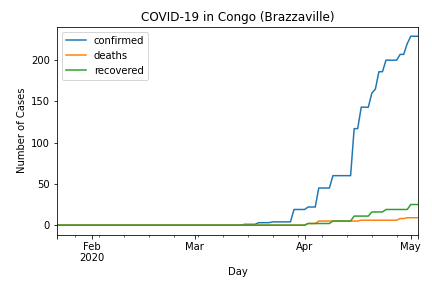 COVID-19 in Congo (Brazzaville)
confirmed
deaths
recovered
Number of Cases
200
150
100
50
0
Feb Mar Apr May
2020
Day